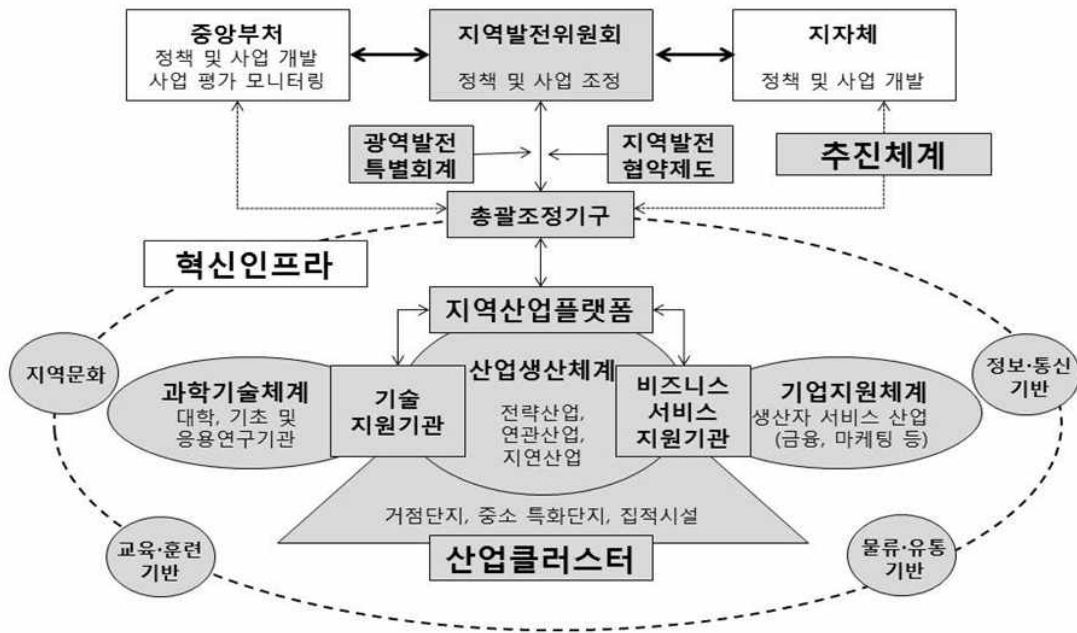 중앙부처
정책 및 사업 개발
사업 평가 모니터링
지역발전위원회
정책 및 사업 조정
지자체
정책 및 사업 개발
광역발전
특별회계
지역발전
협약제도
추진체계
총괄조정기구
혁신인프라
지역산업플랫폼
지역문화
과학기술체계
대학, 기초 및
응용연구기관
기술
지원기관
산업생산체계
전략산업,
연관산업,
지연산업
비즈니스
서비스
지원기관
기업지원체계
생산자 서비스 산업
(금융, 마케팅 등)
정보·통신
기반
거점단지, 중소 특화단지, 집적시설
산업클러스터
교육·훈련
기반
물류·유통
기반